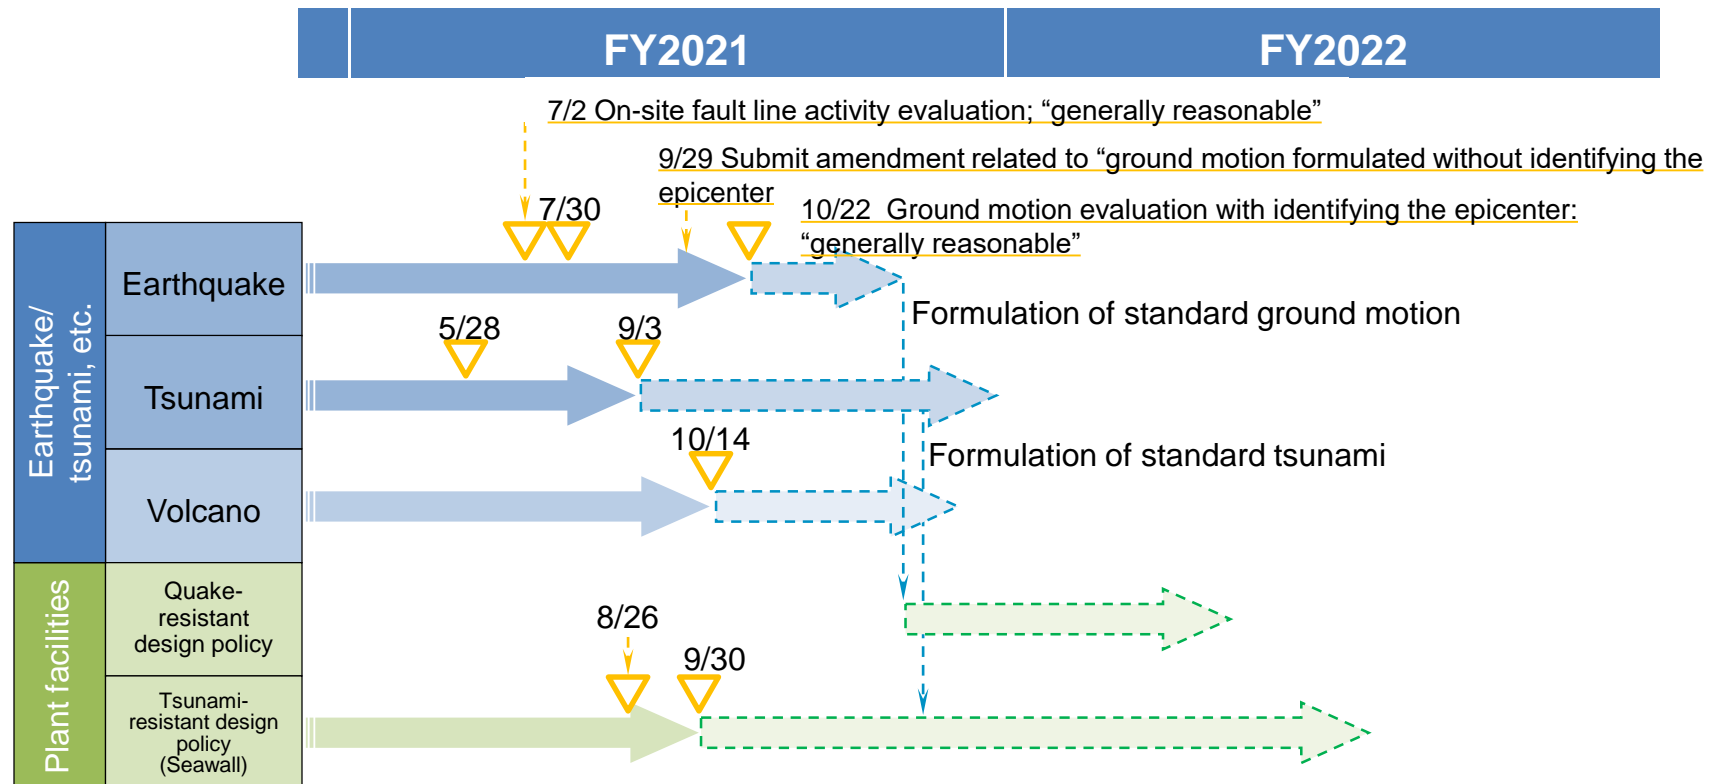 FY2021
FY2022
7/2 On-site fault line activity evaluation; “generally reasonable”
9/29 Submit amendment related to “ground motion formulated without identifying the
epicenter
7/30
10/22 Ground motion evaluation with identifying the epicenter:
“generally reasonable”
Earthquake/
tsunami, etc.
Earthquake
Formulation of standard ground motion
5/28
9/3
Tsunami
10/14
Formulation of standard tsunami
Volcano
Plant facilities
Quake-
resistant
design policy
8/26
9/30
Tsunami-
resistant design
policy
(Seawall)